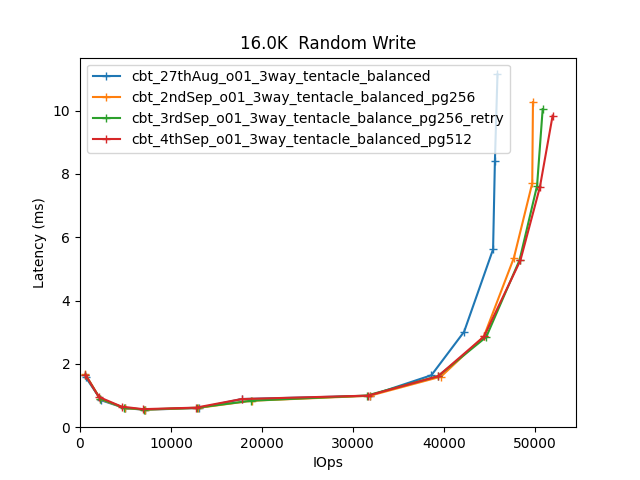 16.0K  Random Write
cbt_27thAug_o01_3way_tentacle_balanced
cbt_2ndSep_o01_3way_tentacle_balanced_pg256
cbt_3rdSep_o01_3way_tentacle_balance_pg256_retry
cbt_4thSep_o01_3way_tentacle_balanced_pg512
Latency (ms)
10
8
6
4
2
0
0 10000 20000 30000 40000 50000
IOps